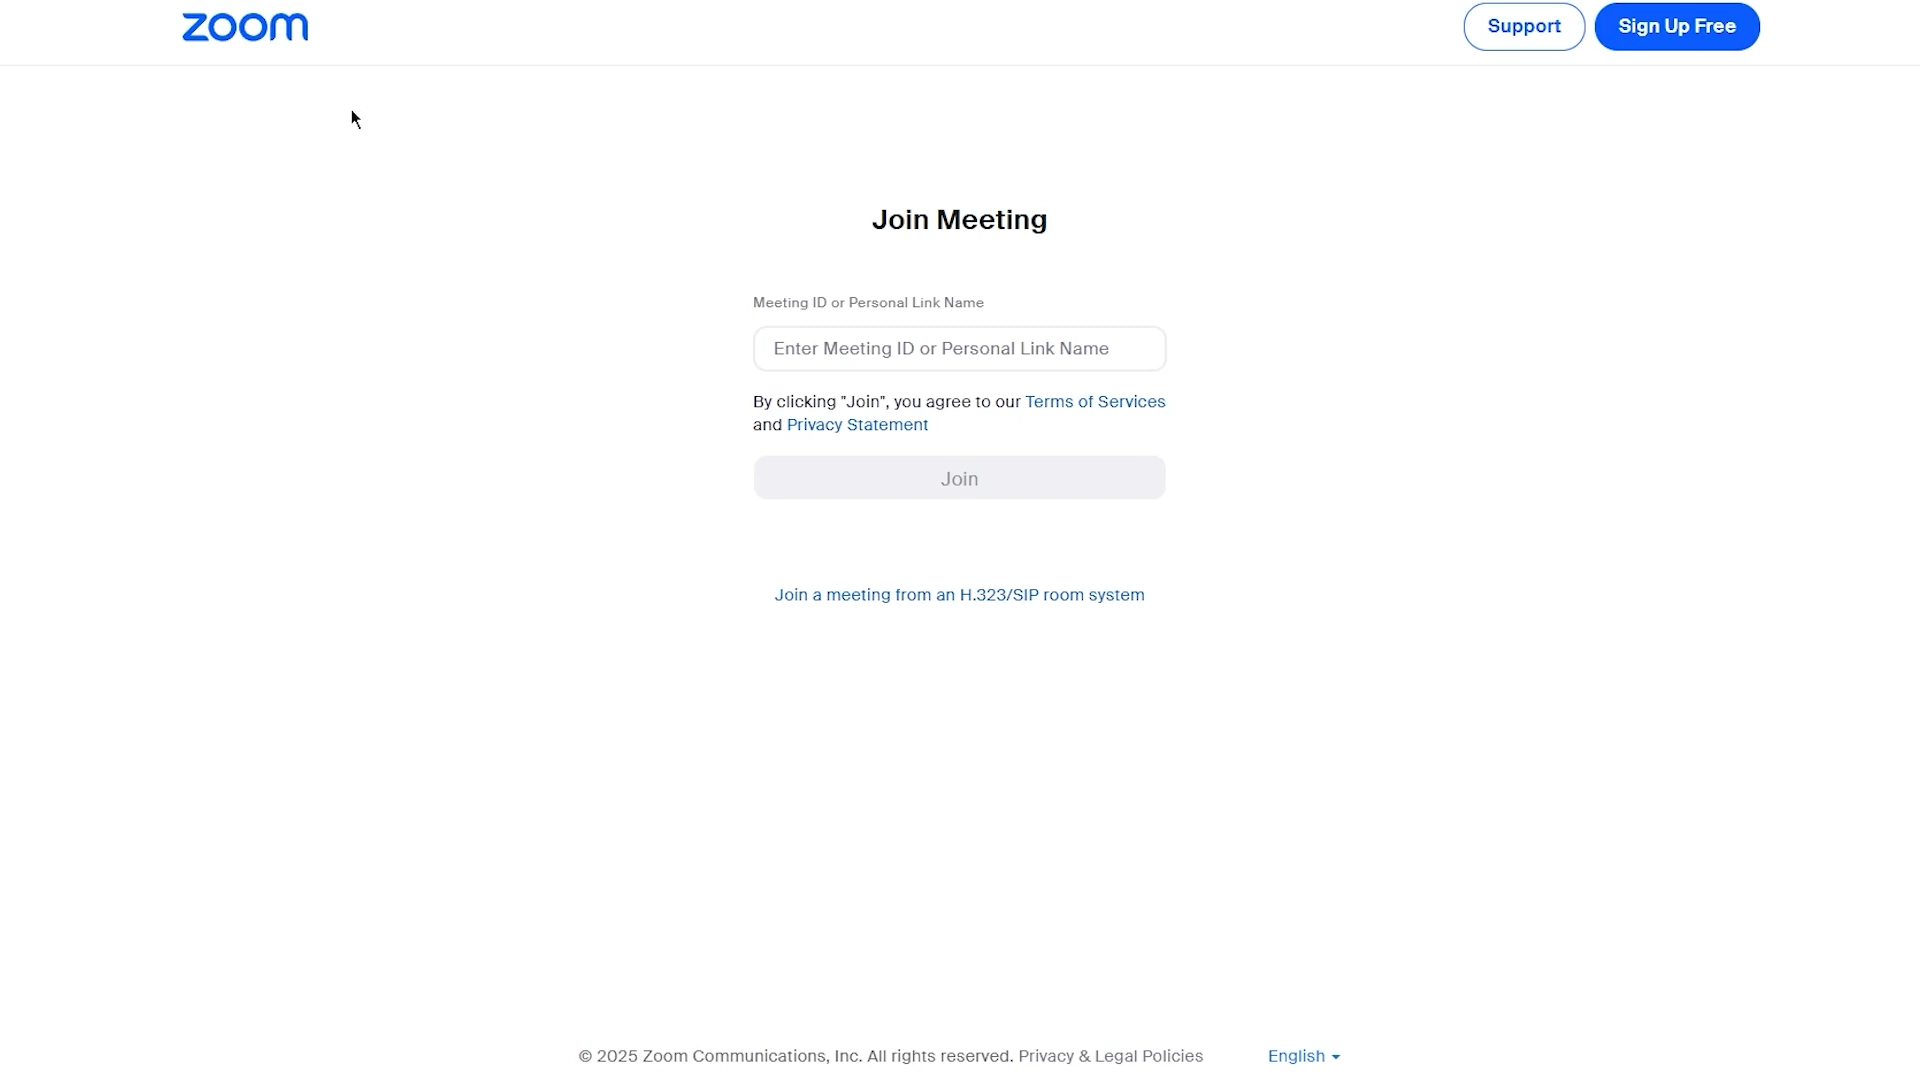 zoom
Support
Sign Up Free
Join Meeting
Meeting ID or Personal Link Name
Enter Meeting ID or Personal Link Name
By clicking "Join", you agree to our Terms of Services
and Privacy Statement
Join
Join a meeting from an H.323/SIP room system
© 2025 Zoom Communications, Inc. All rights reserved. Privacy & Legal Policies
English